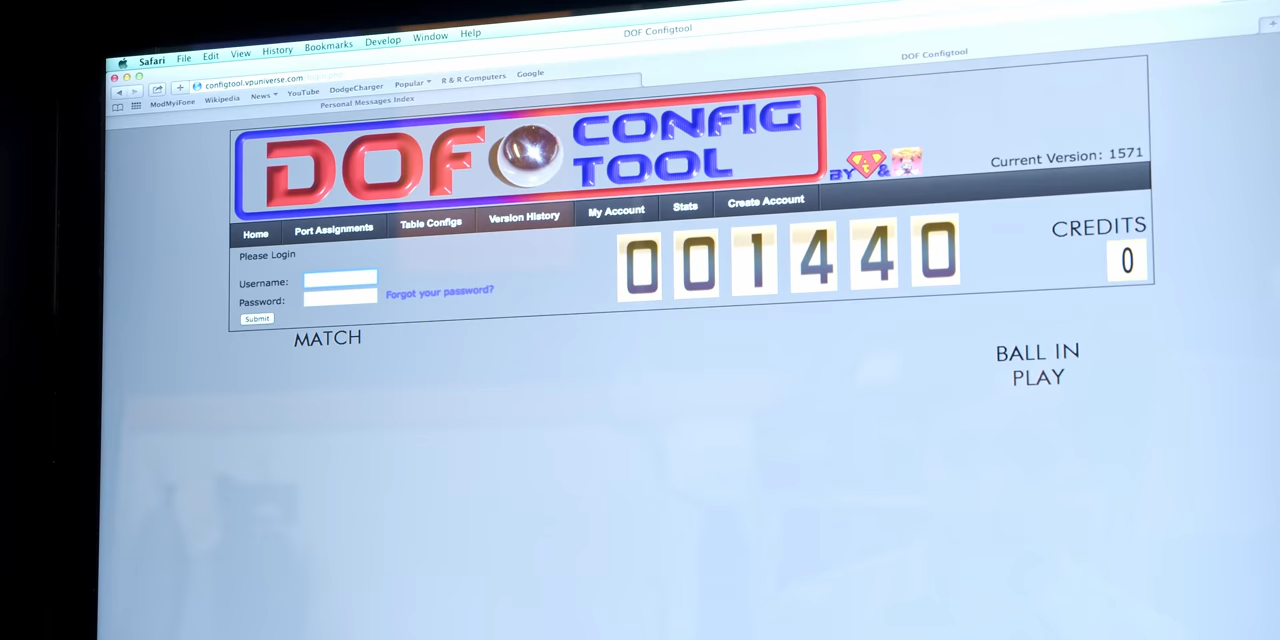 Safari File Edit View History Bookmarks Develop Window Help
DOF Configtool
DOF Configtool
configtool.vpuniverse.com
ModMyiFone Wikipedia News YouTube DodgeCharger Popular R & R Computers Google
Personal Messages Index
DOF CONFIG TOOL
BY &
Current Version: 1571
Home Port Assignments Table Configs Version History My Account Stats Create Account
Please Login
Username:
Password:
Forgot your password?
Submit
001440
CREDITS
0
MATCH
BALL IN
PLAY